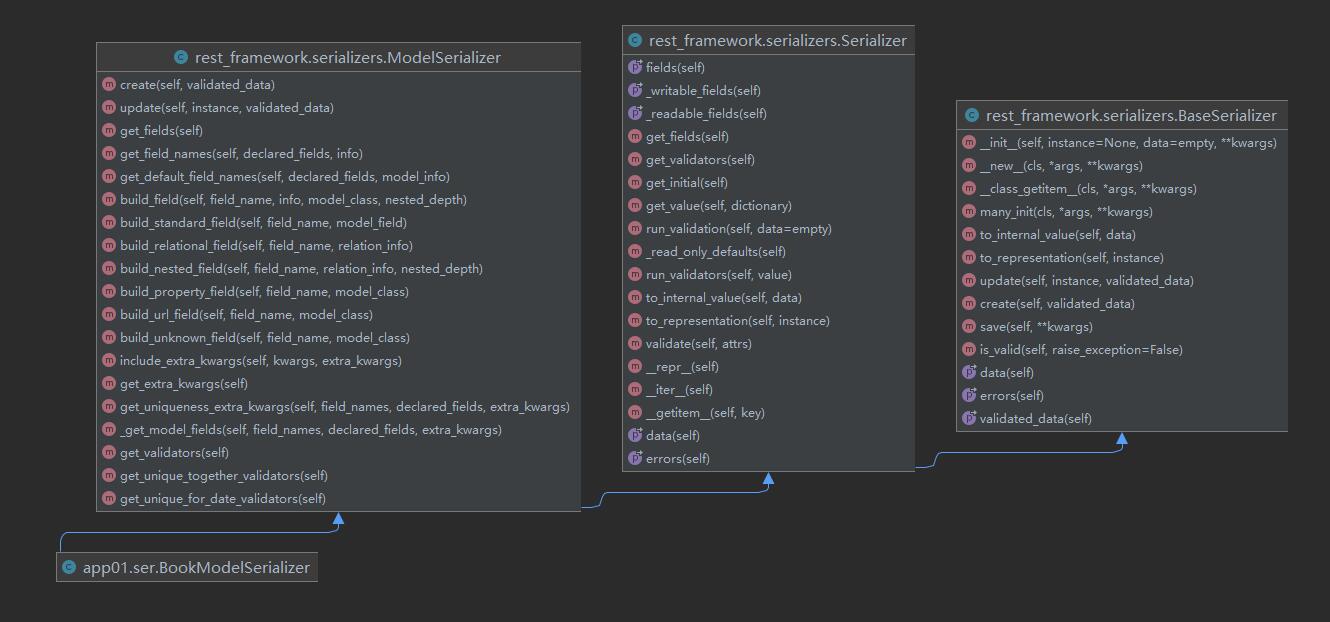 rest_framework.serializers.ModelSerializer
create(self, validated_data)
update(self, instance, validated_data)
get_fields(self)
get_field_names(self, declared_fields, info)
get_default_field_names(self, declared_fields, model_info)
build_field(self, field_name, info, model_class, nested_depth)
build_standard_field(self, field_name, model_field)
build_relational_field(self, field_name, relation_info)
build_nested_field(self, field_name, relation_info, nested_depth)
build_property_field(self, field_name, model_class)
build_url_field(self, field_name, model_class)
build_unknown_field(self, field_name, model_class)
include_extra_kwargs(self, kwargs, extra_kwargs)
get_extra_kwargs(self)
get_uniqueness_extra_kwargs(self, field_names, declared_fields, extra_kwargs)
_get_model_fields(self, field_names, declared_fields, extra_kwargs)
get_validators(self)
get_unique_together_validators(self)
get_unique_for_date_validators(self)
app01.ser.BookModelSerializer
rest_framework.serializers.Serializer
fields(self)
_writable_fields(self)
_readable_fields(self)
get_fields(self)
get_validators(self)
get_initial(self)
get_value(self, dictionary)
run_validation(self, data=empty)
_read_only_defaults(self)
run_validators(self, value)
to_internal_value(self, data)
to_representation(self, instance)
validate(self, attrs)
__repr__(self)
__iter__(self)
__getitem__(self, key)
data(self)
errors(self)
rest_framework.serializers.BaseSerializer
__init__(self, instance=None, data=empty, **kwargs)
__new__(cls, *args, **kwargs)
__class_getitem__(cls, *args, **kwargs)
many_init(cls, *args, **kwargs)
to_internal_value(self, data)
to_representation(self, instance)
update(self, instance, validated_data)
create(self, validated_data)
save(self, **kwargs)
is_valid(self, raise_exception=False)
data(self)
errors(self)
validated_data(self)